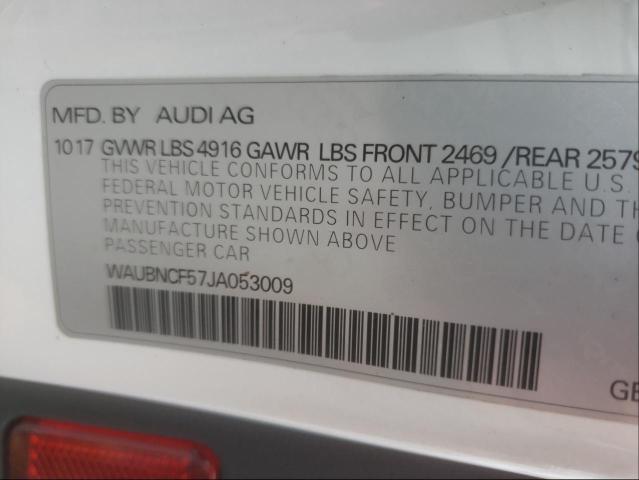 MFD. BY AUDI AG
10 17 GVWR LBS 4916 GAWR LBS FRONT 2469 /REAR 2579
THIS VEHICLE CONFORMS TO ALL APPLICABLE U.S.
FEDERAL MOTOR VEHICLE SAFETY, BUMPER AND TH
PREVENTION STANDARDS IN EFFECT ON THE DATE O
MANUFACTURE SHOWN ABOVE
PASSENGER CAR
WAUBNCF57JA053009
GE